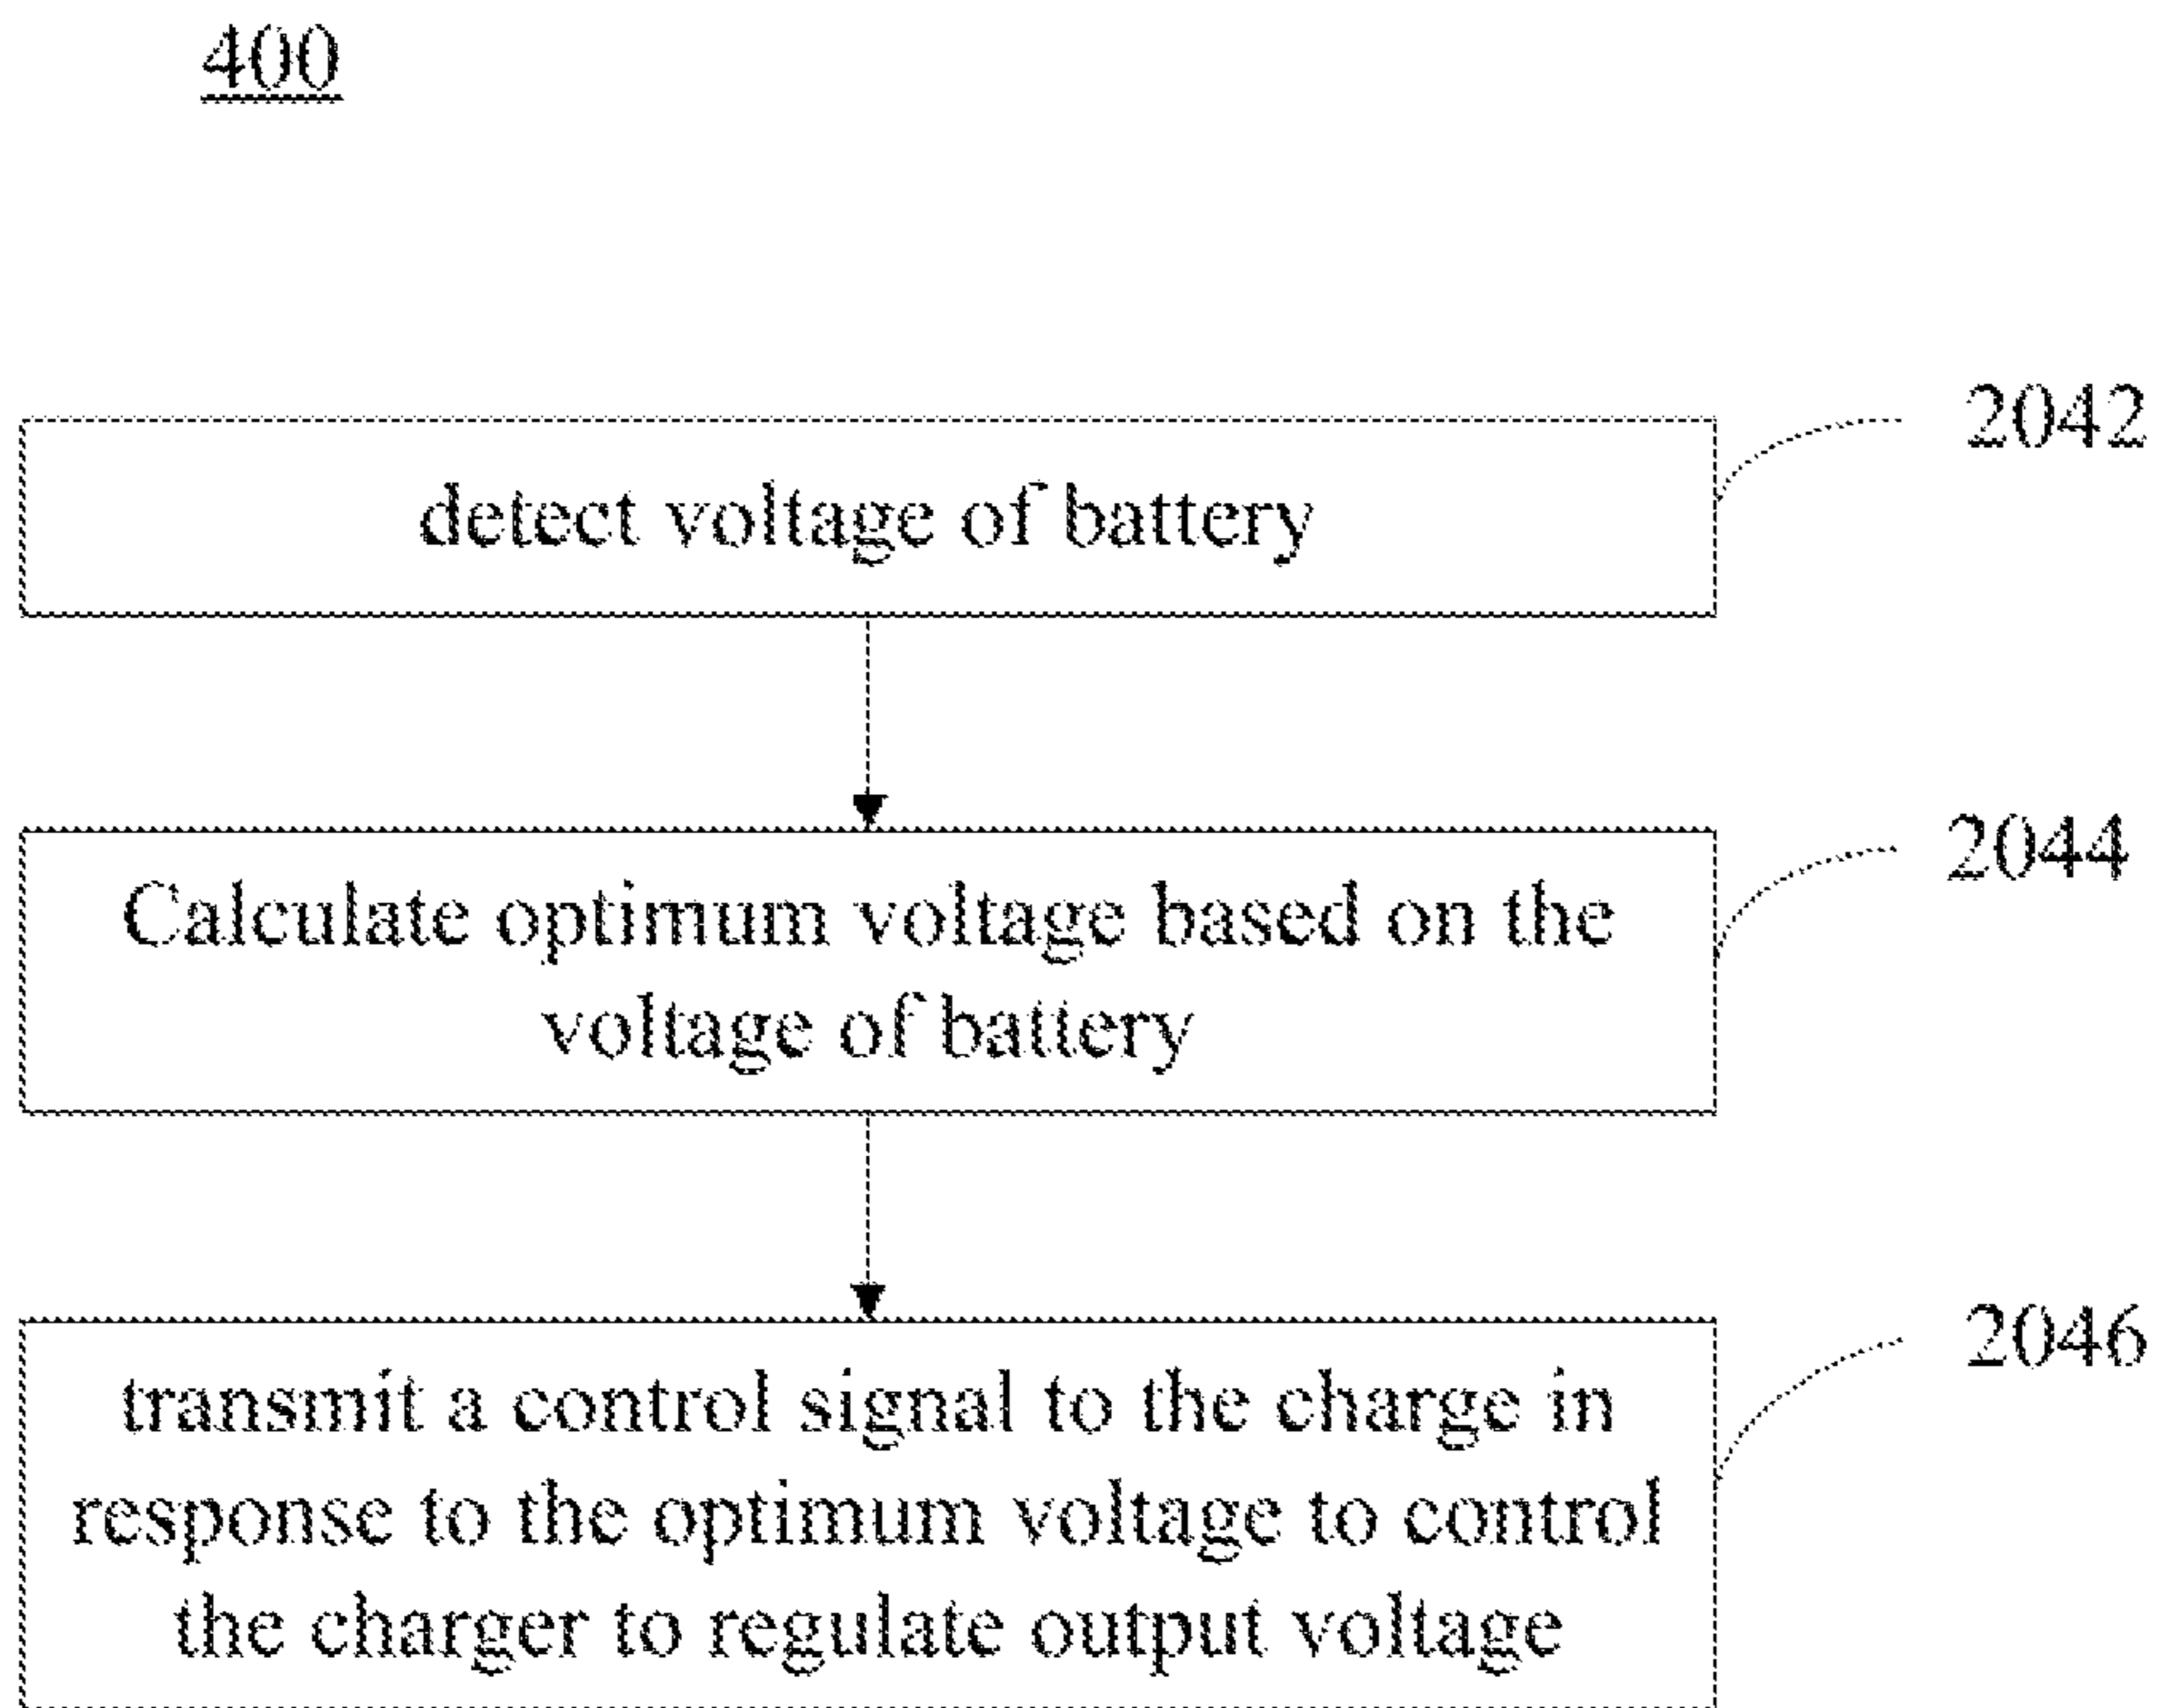 400
2042
detect voltage of battery
2044
Calculate optimum voltage based on the
voltage of battery
2046
transmit a control signal to the charge in
response to the optimum voltage to control
the charger to regulate output voltage